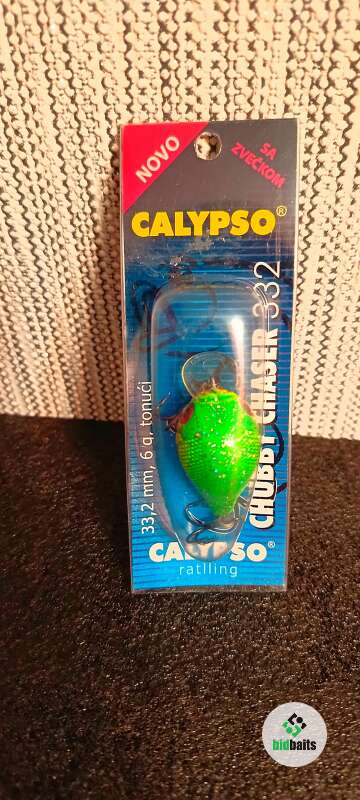 NOVO
SA
ZVEČKOM
CALYPSO®
33,2 mm, 6 g, tonući
CHUBBY CHASER 332
CALYPSO®
ratlling
bidbaits